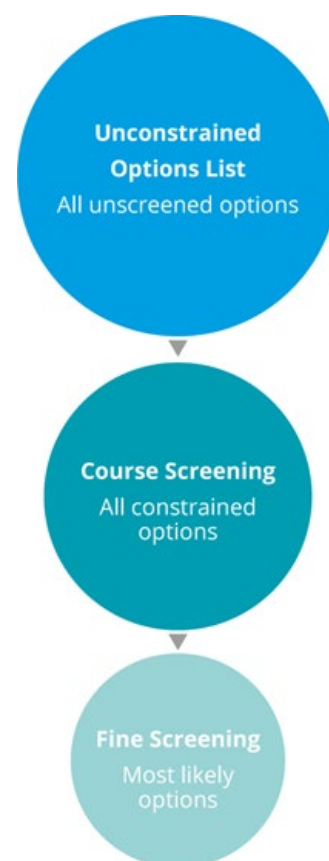 Unconstrained
Options List
All unscreened options
Course Screening
All constrained
options
Fine Screening
Most likely
options